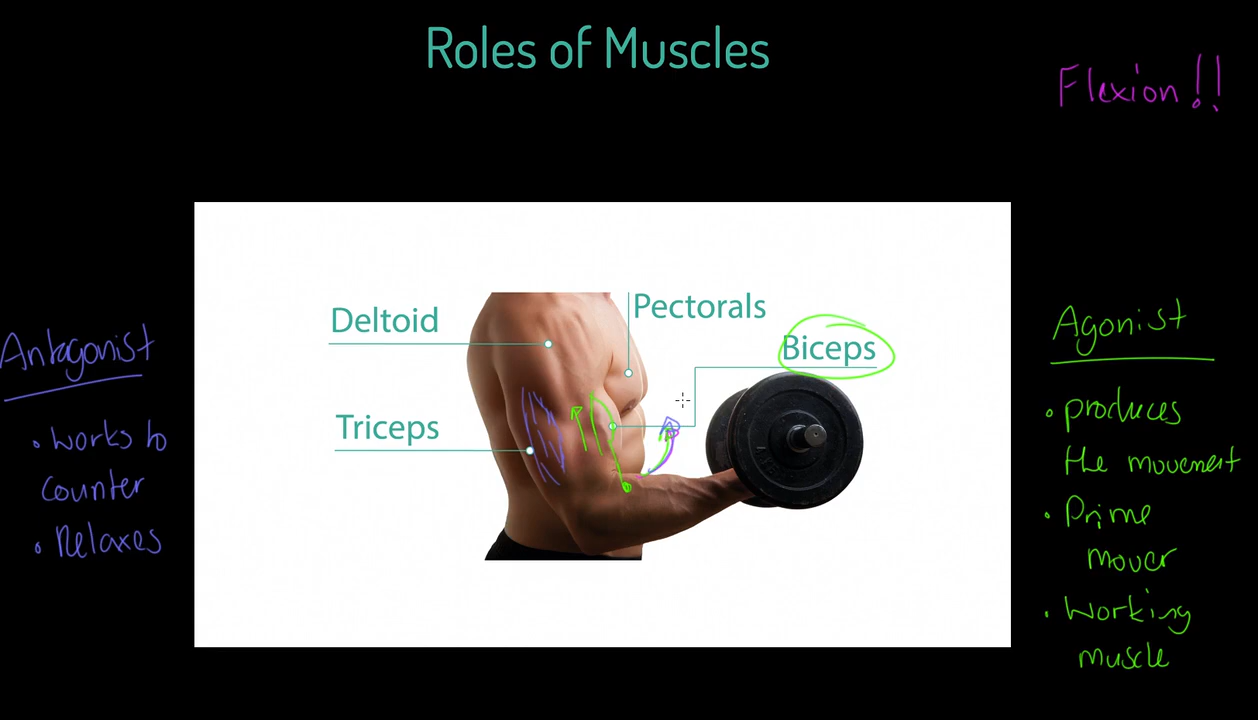 Roles of Muscles
Flexion!!
Deltoid
Pectorals
Biceps
Triceps
Antagonist
• works to
counter
• Relaxes
Agonist
• produces
the movement
• Prime
mover
• Working
muscle